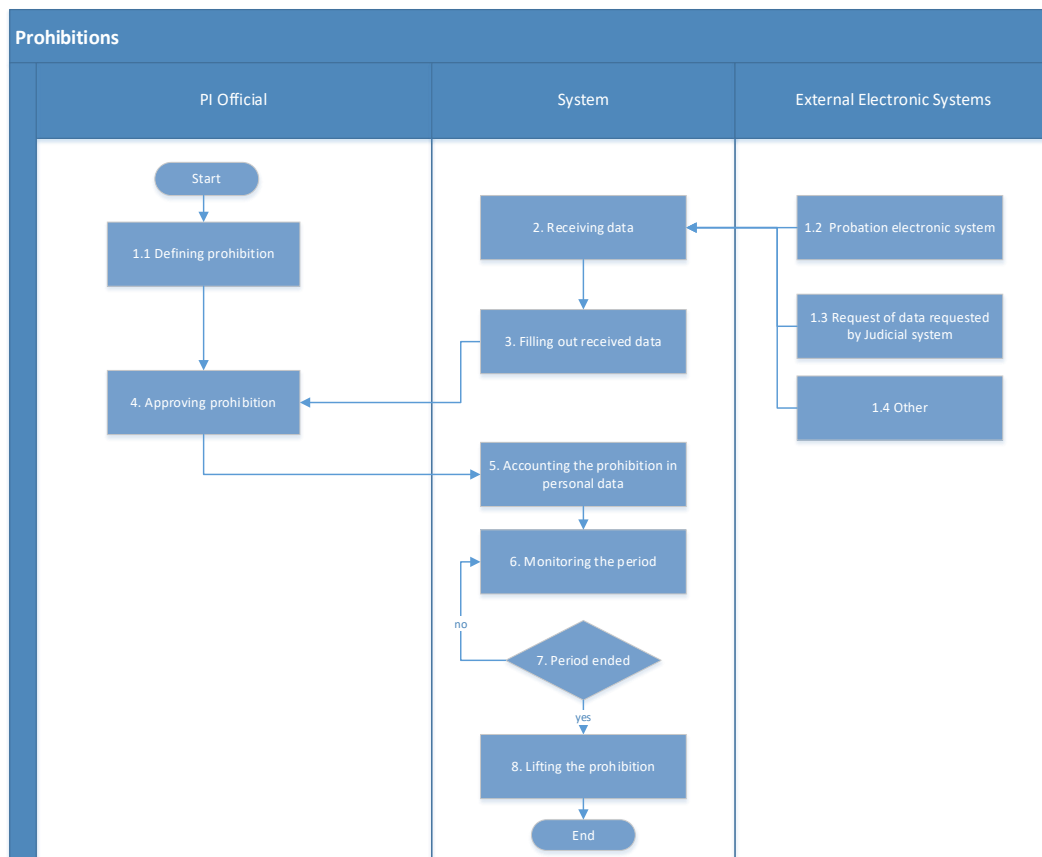 Prohibitions
PI Official
System
External Electronic Systems
Start
1.1 Defining prohibition
2. Receiving data
1.2 Probation electronic system
1.3 Request of data requested
by Judicial system
3. Filling out received data
4. Approving prohibition
1.4 Other
5. Accounting the prohibition in
personal data
6. Monitoring the period
no
7. Period ended
yes
8. Lifting the prohibition
End